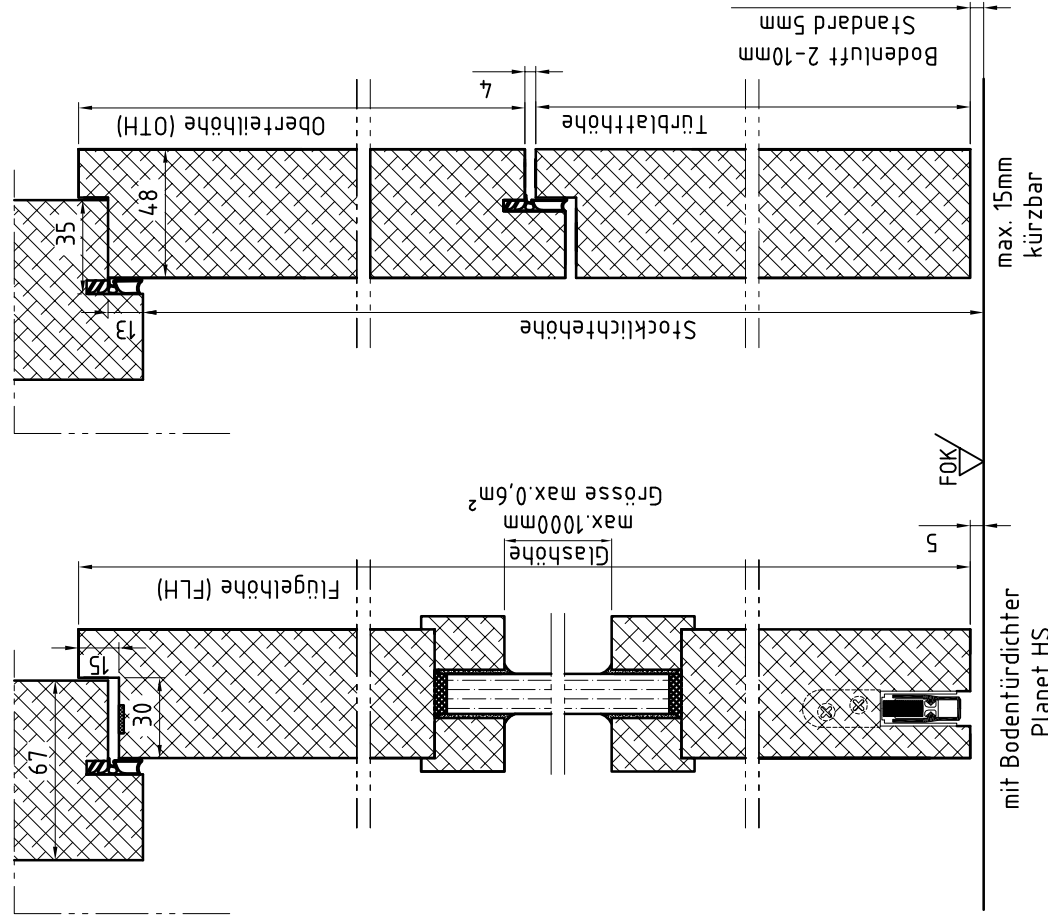 Bodenluft 2-10mm
Standard 5mm
Oberteilhöhe (OTH)
4
Türblatthöhe
48
35
13
max. 15mm
kürzbar
Stocklichtehöhe
FOK
Glashöhe
max.1000mm
Grösse max.0,6m²
5
Flügelhöhe (FLH)
15
30
67
mit Bodentürdichter
Planet HS